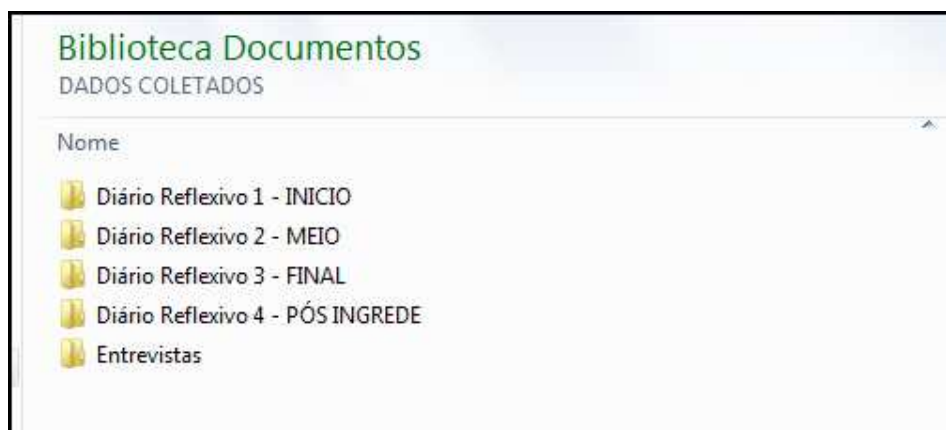 Biblioteca Documentos
DADOS COLETADOS
Nome
Diário Reflexivo 1 - INICIO
Diário Reflexivo 2 - MEIO
Diário Reflexivo 3 - FINAL
Diário Reflexivo 4 - PÓS INGREDE
Entrevistas